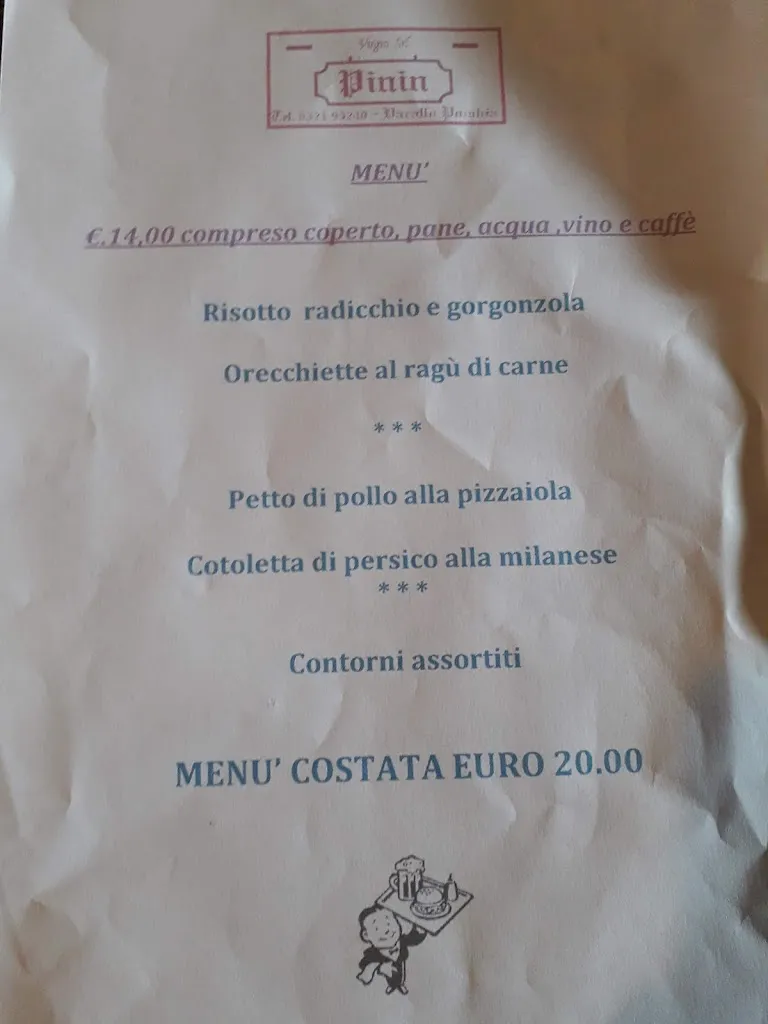 Pinin
MENU'
€.14,00 compreso coperto, pane, acqua ,vino e caffè
Risotto radicchio e gorgonzola
Orecchiette al ragù di carne
***
Petto di pollo alla pizzaiola
Cotoletta di persico alla milanese
***
Contorni assortiti
MENU' COSTATA EURO 20.00